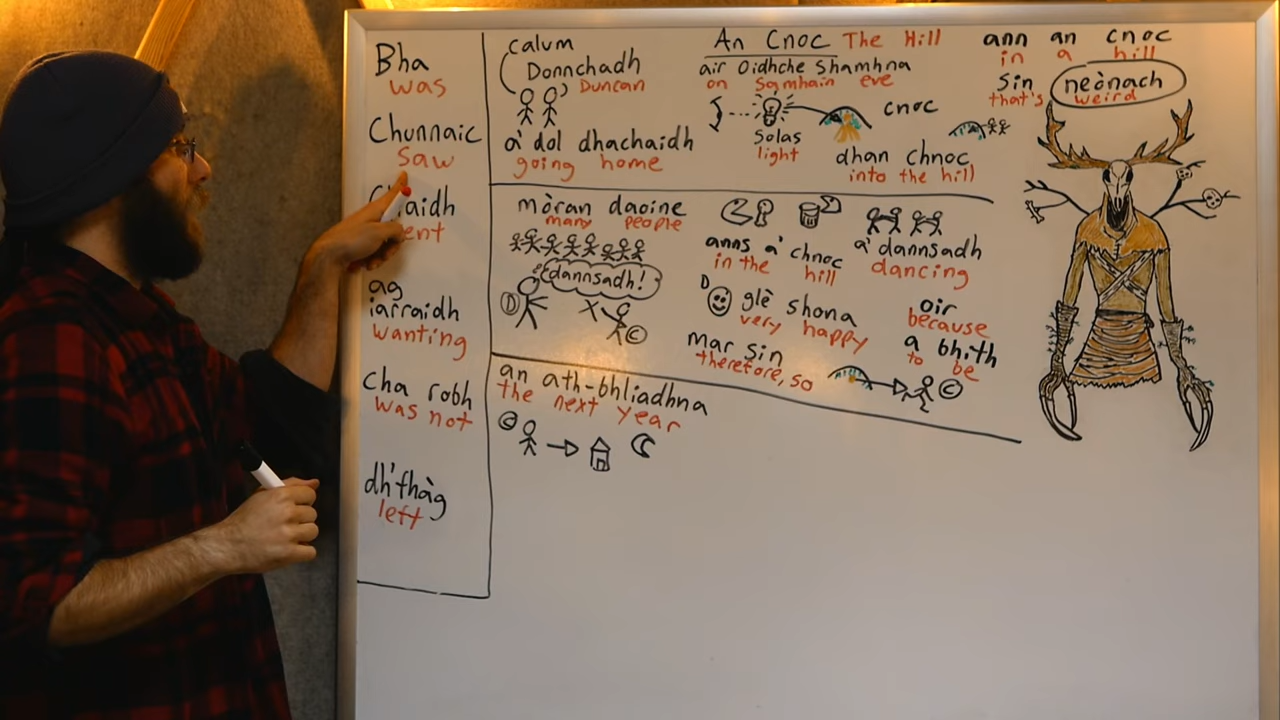 Bha
was
Chunnaic
saw
Chaidh
went
ag
iarraidh
wanting
cha robh
was not
dh'fhàg
left
calum
Donnchadh
Duncan
a' dol dhachaidh
going home
An Cnoc The Hill
air Oidhche Shamhna
on Samhain eve
cnoc
Solas
light
dhan chnoc
into the hill
ann an cnoc
in a hill
Sin neònach
that's weird
mòran daoine
many people
dannsadh!
D
©
anns a' chnoc
in the hill
a' dannsadh
dancing
D
glè shona
very happy
oir
because
a bhith
to be
mar sin
therefore, so
©
an ath-bhliadhna
the next year
©